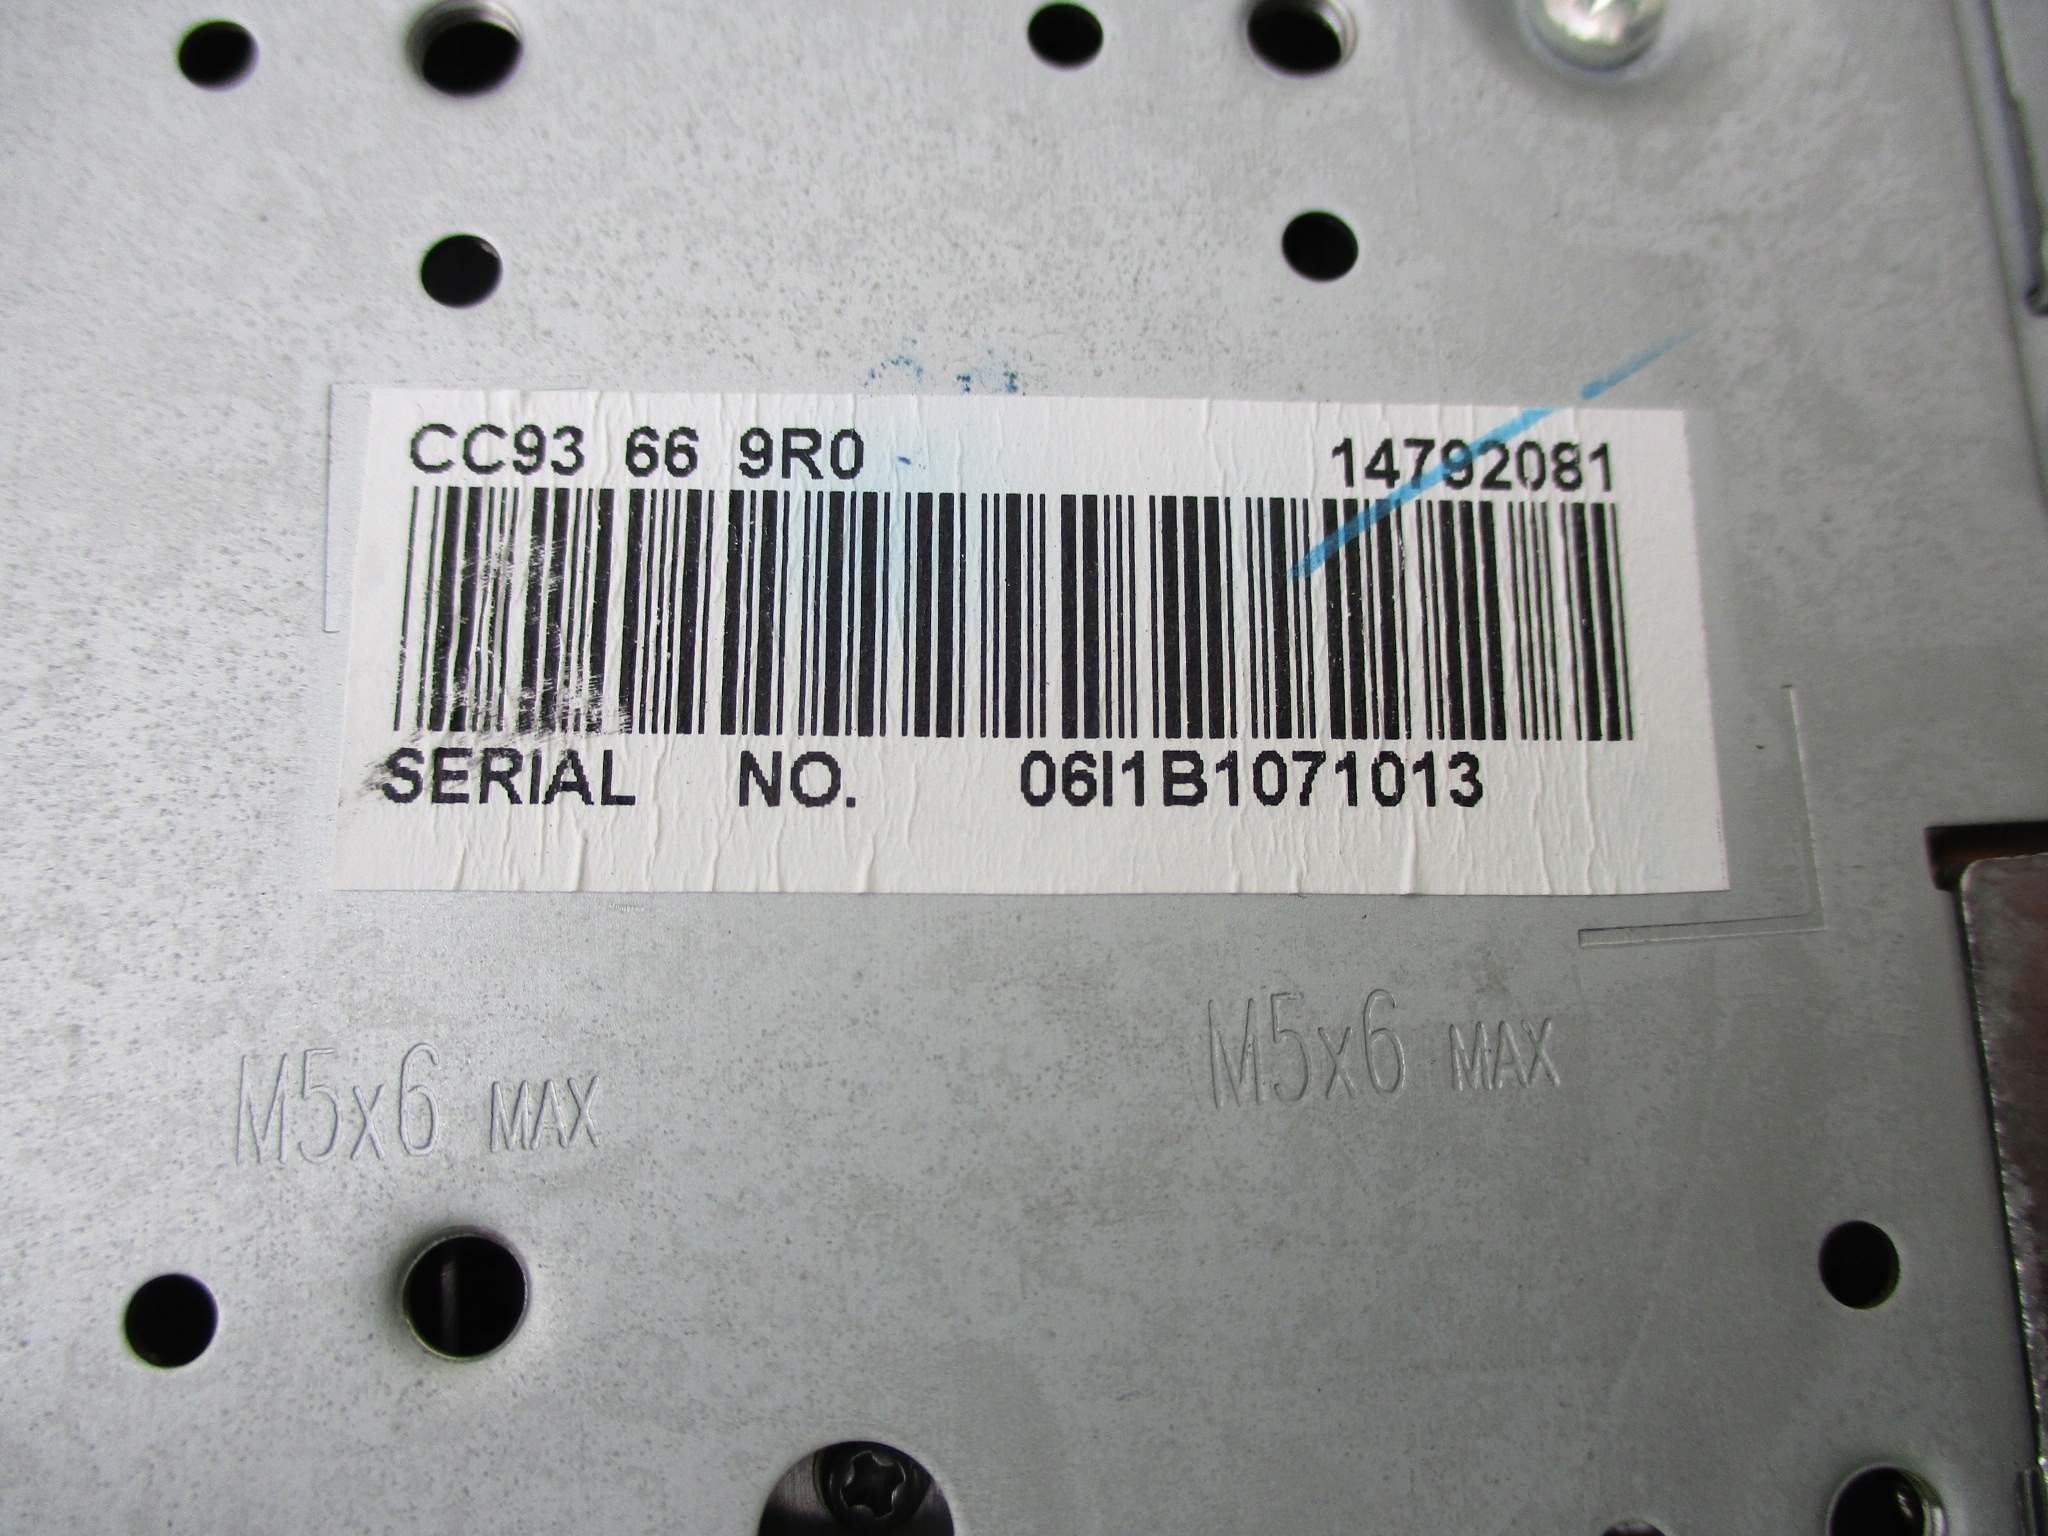 CC93 66 9R0 14792081
SERIAL NO. 06I1B1071013
M5x6 MAX M5x6 MAX